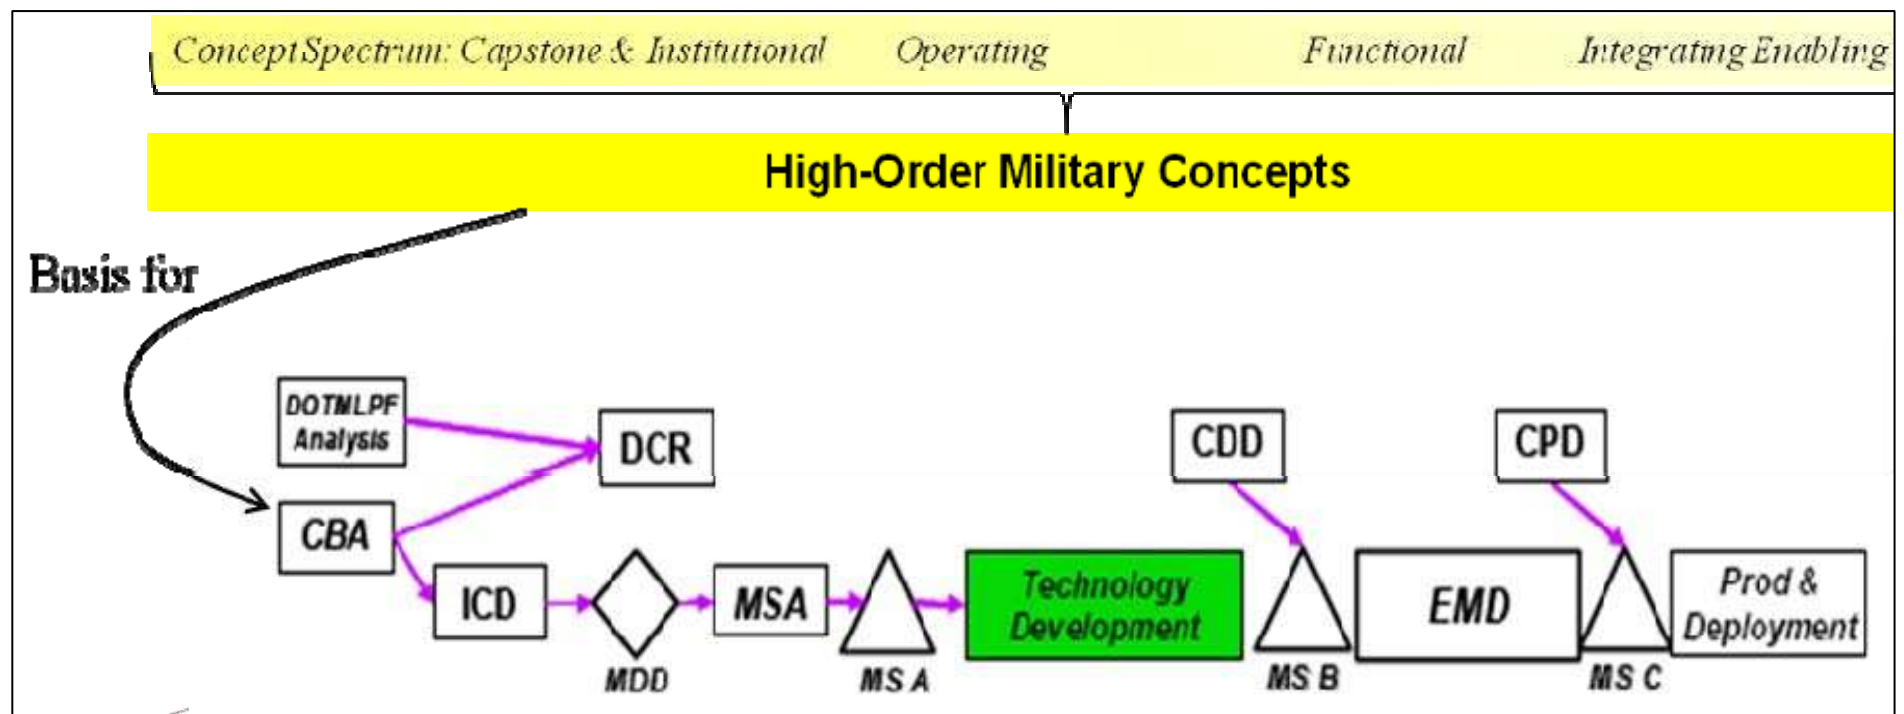 Concept Spectrum: Capstone & Institutional Operating Functional Integrating Enabling
High-Order Military Concepts
Basis for
DOTMLPF
Analysis
DCR
CDD
CPD
CBA
ICD
MSA
Technology
Development
EMD
Prod &
Deployment
MDD
MS A
MS B
MS C